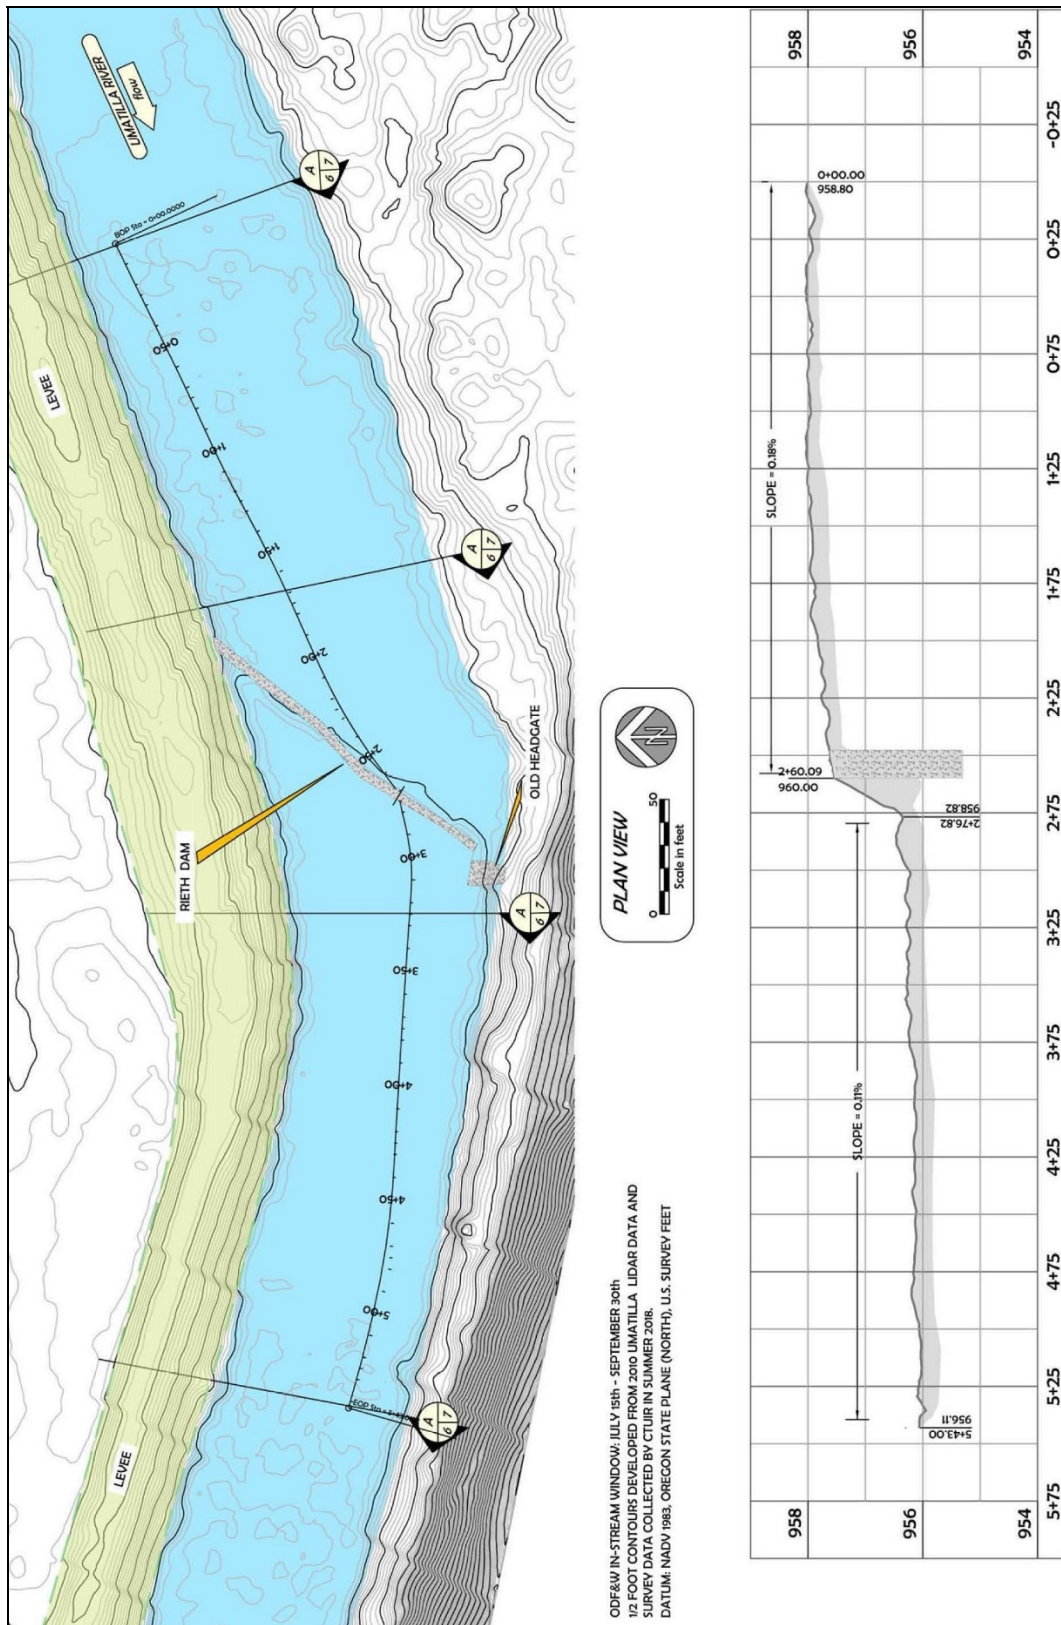 UMATILLA RIVER
flow
A
6 7
BOP Sta = 0+00.0000
LEVEE
0+50
1+00
1+50
A
6 7
2+00
2+50
RIETH DAM
OLD HEADGATE
3+00
A
6 7
3+50
4+00
4+50
5+00
A
6 7
LEVEE
PLAN VIEW
N
0 50
Scale in feet
ODF&W IN-STREAM WINDOW: JULY 15th - SEPTEMBER 30th
1/2 FOOT CONTOURS DEVELOPED FROM 2010 UMATILLA LIDAR DATA AND
SURVEY DATA COLLECTED BY CTUIR IN SUMMER 2018.
DATUM: NADV 1983, OREGON STATE PLANE (NORTH), U.S. SURVEY FEET
958
956
954
0+00.00
958.80
SLOPE = 0.18%
2+60.09
960.00
958.82
2+76.82
SLOPE = 0.11%
956.11
5+43.00
958
956
954
-0+25
0+25
0+75
1+25
1+75
2+25
2+75
3+25
3+75
4+25
4+75
5+25
5+75